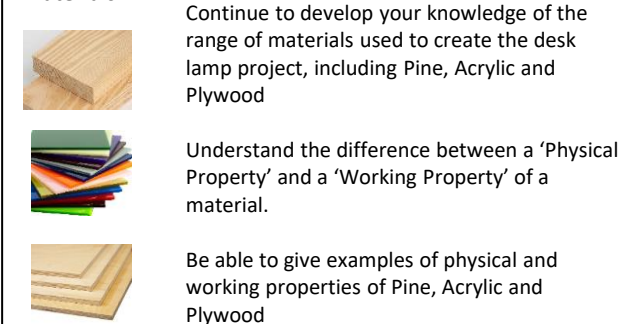 Continue to develop your knowledge of the
range of materials used to create the desk
lamp project, including Pine, Acrylic and
Plywood
Understand the difference between a ‘Physical
Property’ and a ‘Working Property’ of a
material.
Be able to give examples of physical and
working properties of Pine, Acrylic and
Plywood